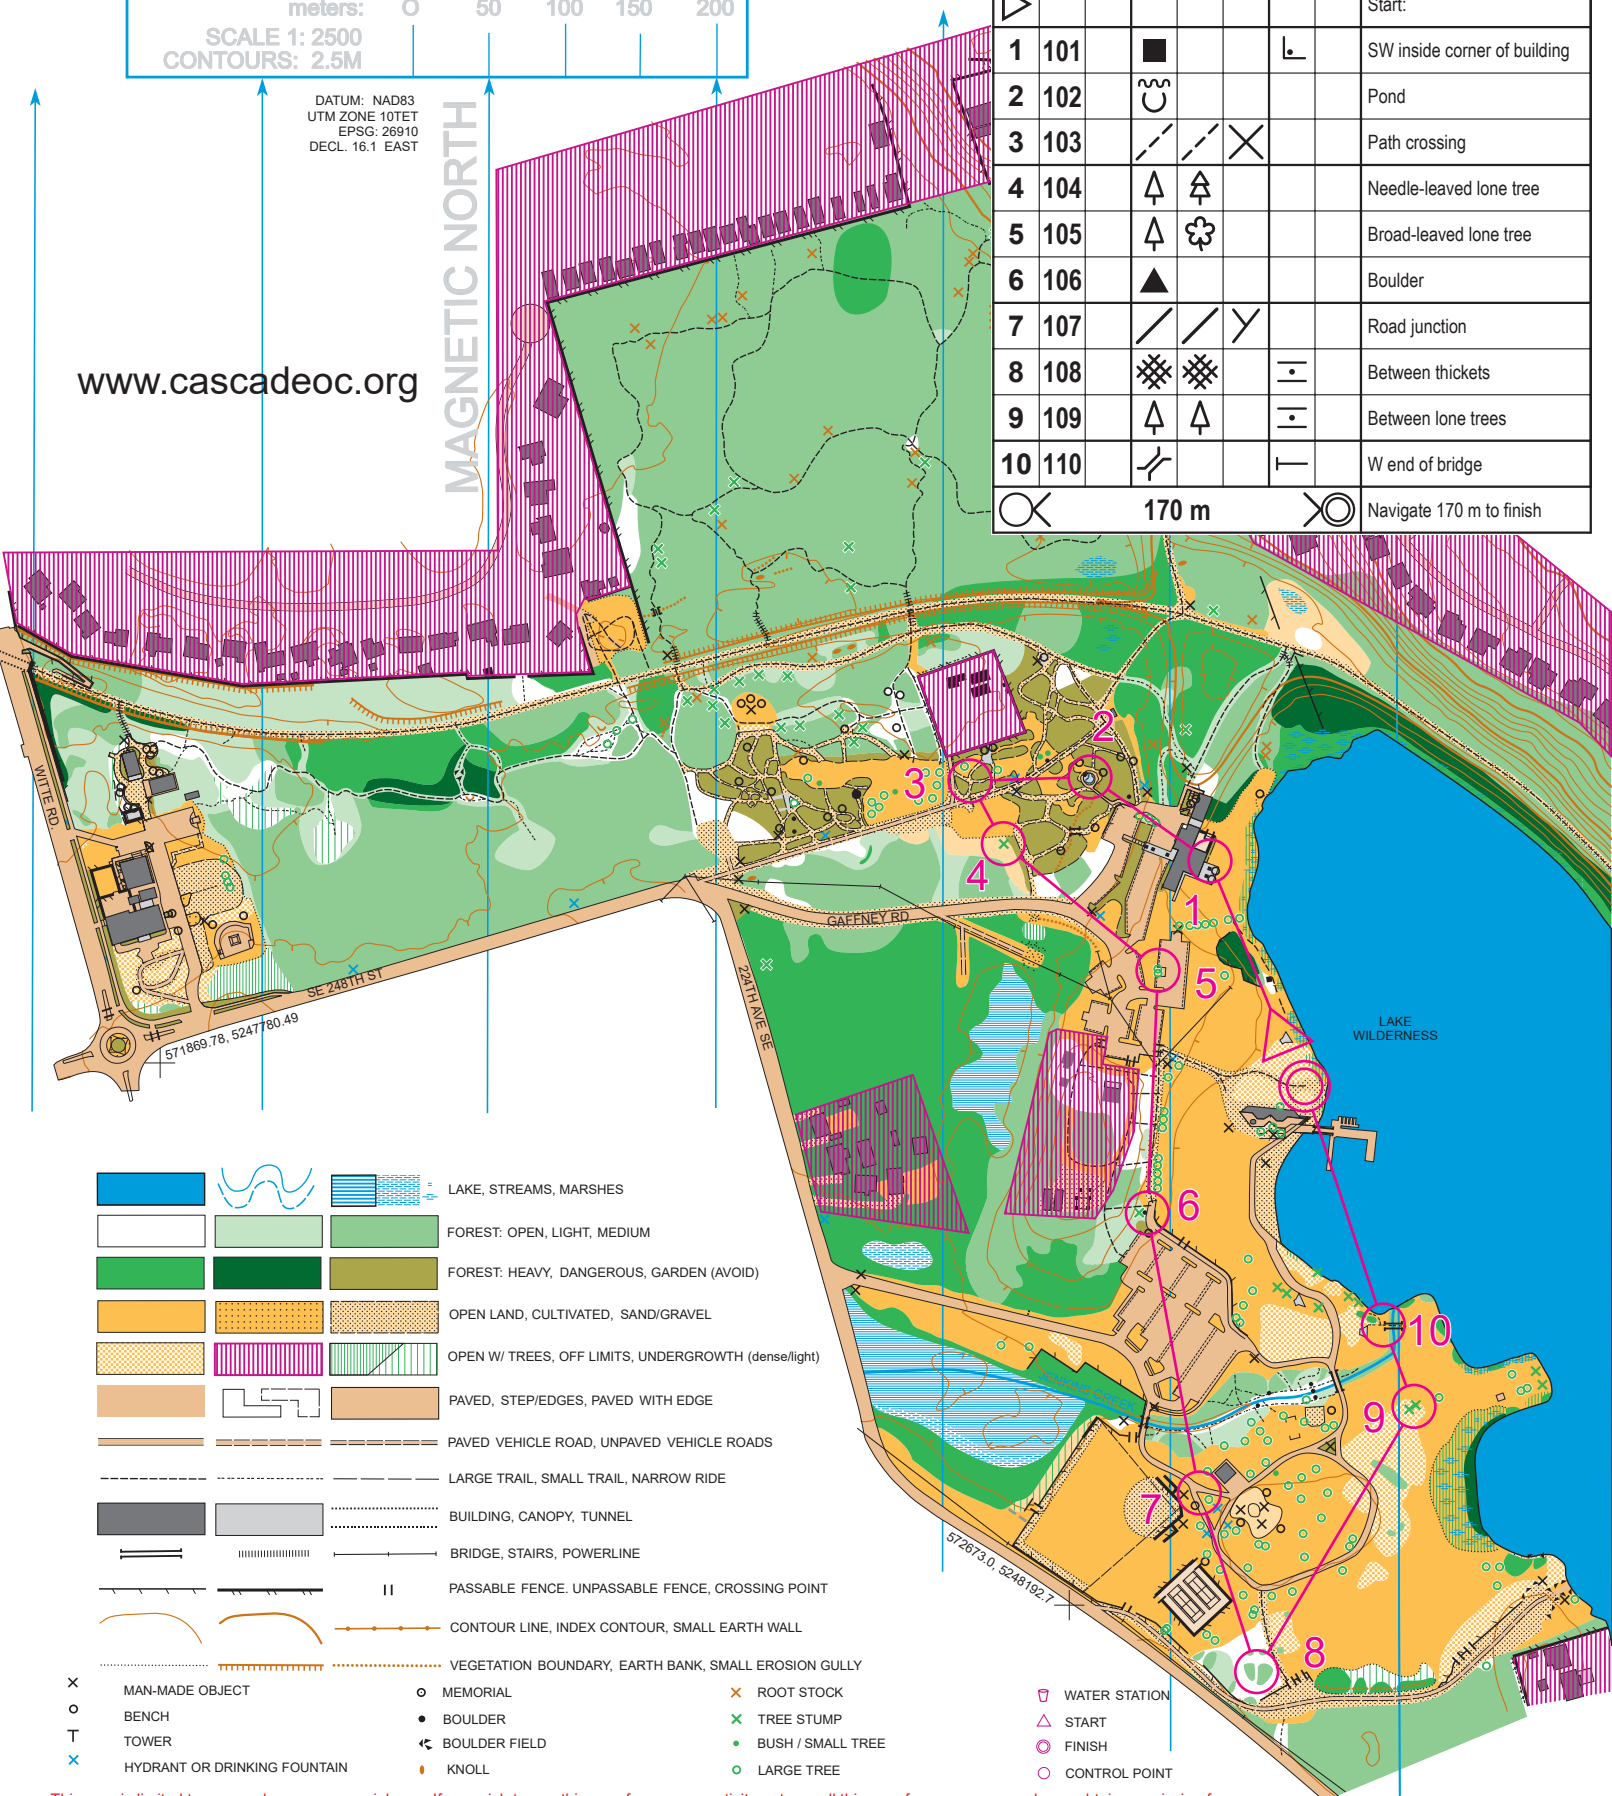 meters: O 50 100 150 200
SCALE 1: 2500
CONTOURS: 2.5M
DATUM: NAD83
UTM ZONE 10TET
EPSG: 26910
DECL. 16.1 EAST
MAGNETIC NORTH
www.cascadeoc.org
Start:
1 101 SW inside corner of building
2 102 Pond
3 103 Path crossing
4 104 Needle-leaved lone tree
5 105 Broad-leaved lone tree
6 106 Boulder
7 107 Road junction
8 108 Between thickets
9 109 Between lone trees
10 110 W end of bridge
170 m Navigate 170 m to finish
2
3
4
1
5
6
10
9
7
8
WITTE RD.
GAFFNEY RD
SE 248TH ST
224TH AVE SE
571869.78, 5247780.49
LAKE
WILDERNESS
572673.0, 5248192.7
LAKE, STREAMS, MARSHES
FOREST: OPEN, LIGHT, MEDIUM
FOREST: HEAVY, DANGEROUS, GARDEN (AVOID)
OPEN LAND, CULTIVATED, SAND/GRAVEL
OPEN W/ TREES, OFF LIMITS, UNDERGROWTH (dense/light)
PAVED, STEP/EDGES, PAVED WITH EDGE
PAVED VEHICLE ROAD, UNPAVED VEHICLE ROADS
LARGE TRAIL, SMALL TRAIL, NARROW RIDE
BUILDING, CANOPY, TUNNEL
BRIDGE, STAIRS, POWERLINE
PASSABLE FENCE. UNPASSABLE FENCE, CROSSING POINT
CONTOUR LINE, INDEX CONTOUR, SMALL EARTH WALL
VEGETATION BOUNDARY, EARTH BANK, SMALL EROSION GULLY
MAN-MADE OBJECT
BENCH
TOWER
HYDRANT OR DRINKING FOUNTAIN
MEMORIAL
BOULDER
BOULDER FIELD
KNOLL
ROOT STOCK
TREE STUMP
BUSH / SMALL TREE
LARGE TREE
WATER STATION
START
FINISH
CONTROL POINT